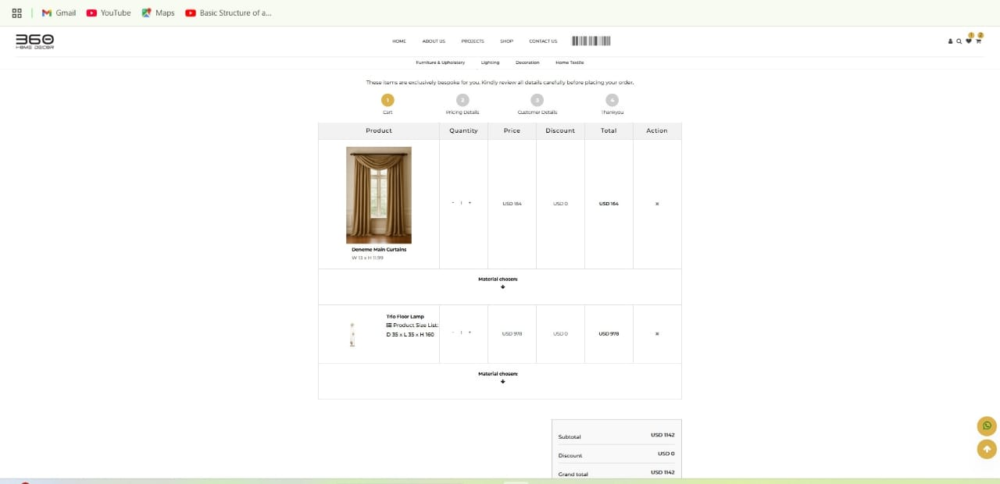 Gmail YouTube Maps Basic Structure of a...
360
HOME DECOR
HOME ABOUT US PROJECTS SHOP CONTACT US
1 2
Furniture & Upholstery Lighting Decoration Home Textile
These items are exclusively bespoke for you. Kindly review all details carefully before placing your order.
1 2 3 4
Cart Pricing Details Customer Details Thankyou
Product Quantity Price Discount Total Action
- 1 + USD 164 USD 0 USD 164 ×
Deneme Main Curtains
W 13 x H 11.99
Material chosen:
Trio Floor Lamp
Product Size List:
D 35 x L 35 x H 160
- 1 + USD 978 USD 0 USD 978 ×
Material chosen:
Subtotal USD 1142
Discount USD 0
Grand total USD 1142